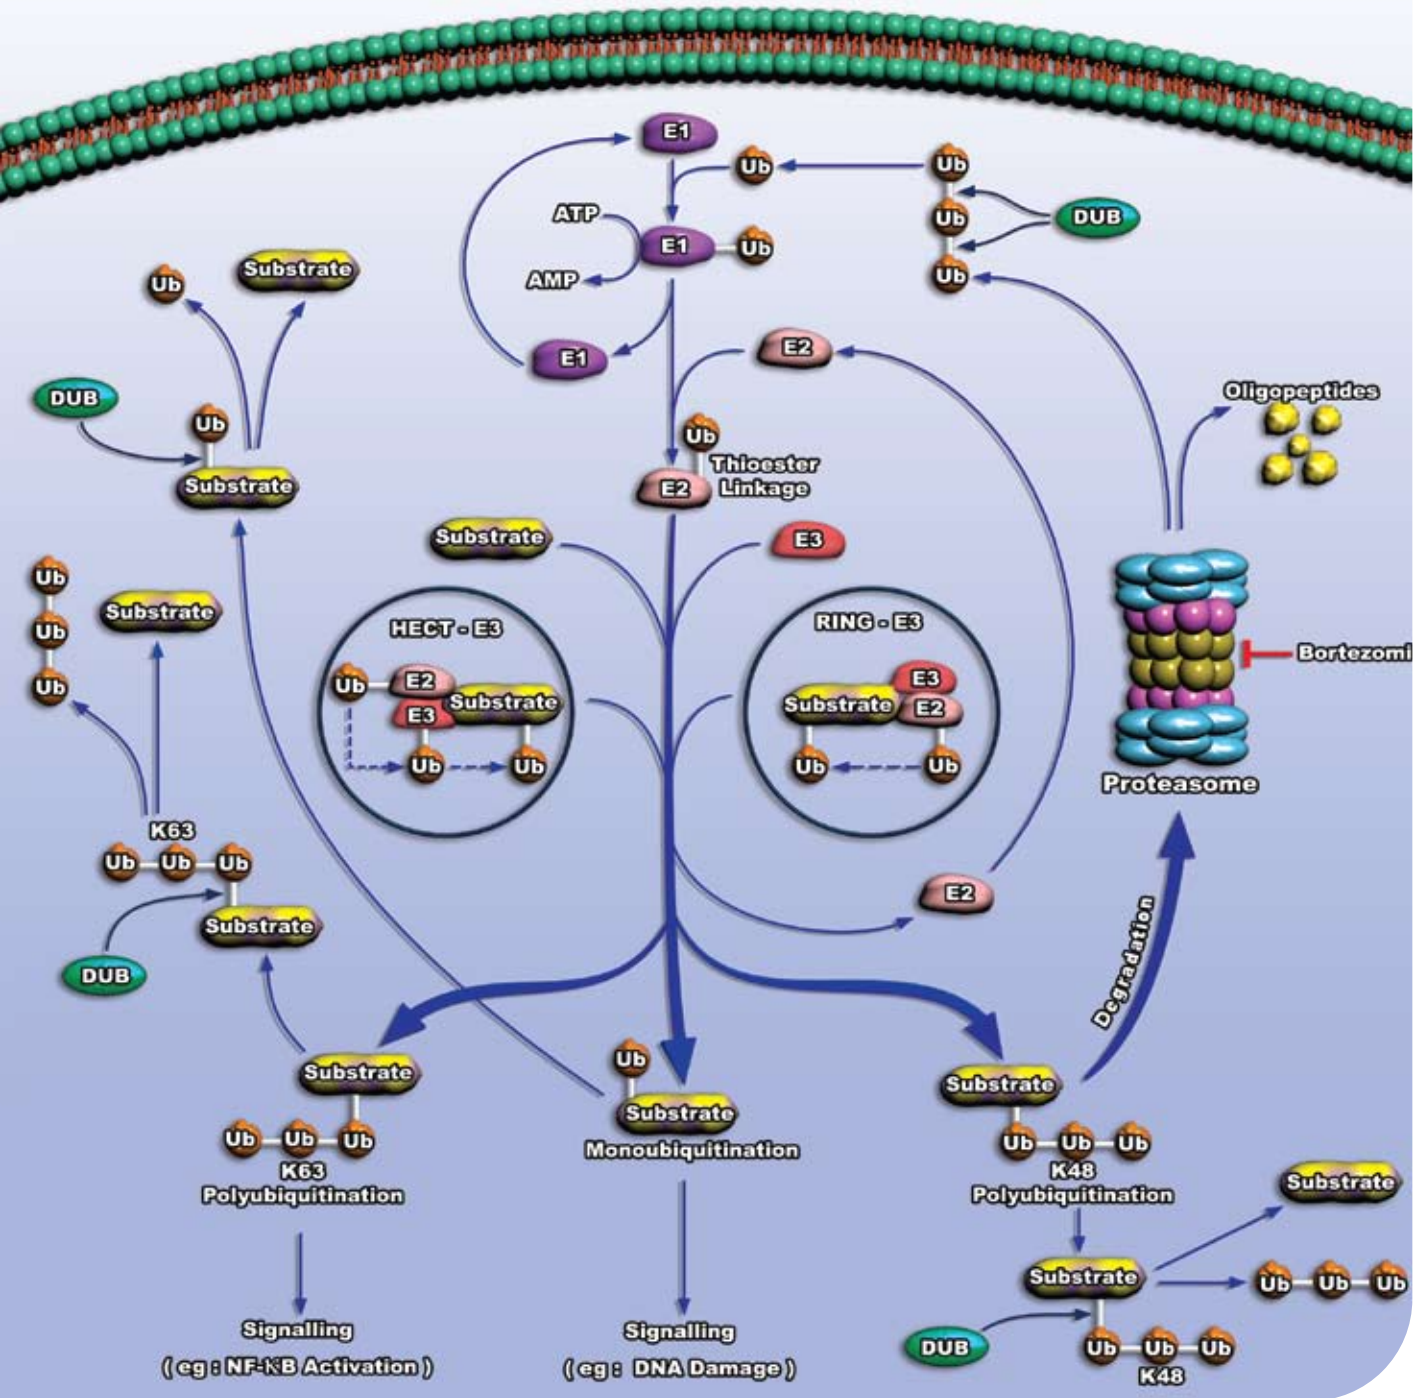 E1
Ub
Ub
ATP
Ub
DUB
E1
Ub
Substrate
Ub
AMP
Ub
E1
E2
DUB
Oligopeptides
Ub
Ub
Thioester
Linkage
Substrate
E2
Substrate
E3
Ub
Substrate
HECT - E3
RING - E3
Ub
Ub
Ub
E2
Substrate
E3
E3
Substrate
E2
Bortezomi
Ub
Ub
Ub
Ub
Proteasome
K63
Ub
Ub
Ub
E2
Substrate
DUB
Degradation
Substrate
Ub
Substrate
Substrate
Ub
Ub
Ub
Monoubiquitination
Ub
Ub
Ub
K63
Polyubiquitination
K48
Polyubiquitination
Substrate
Substrate
Ub
Ub
Ub
Signalling
( eg : NF-KB Activation )
Signalling
( eg : DNA Damage )
DUB
Ub
Ub
Ub
K48